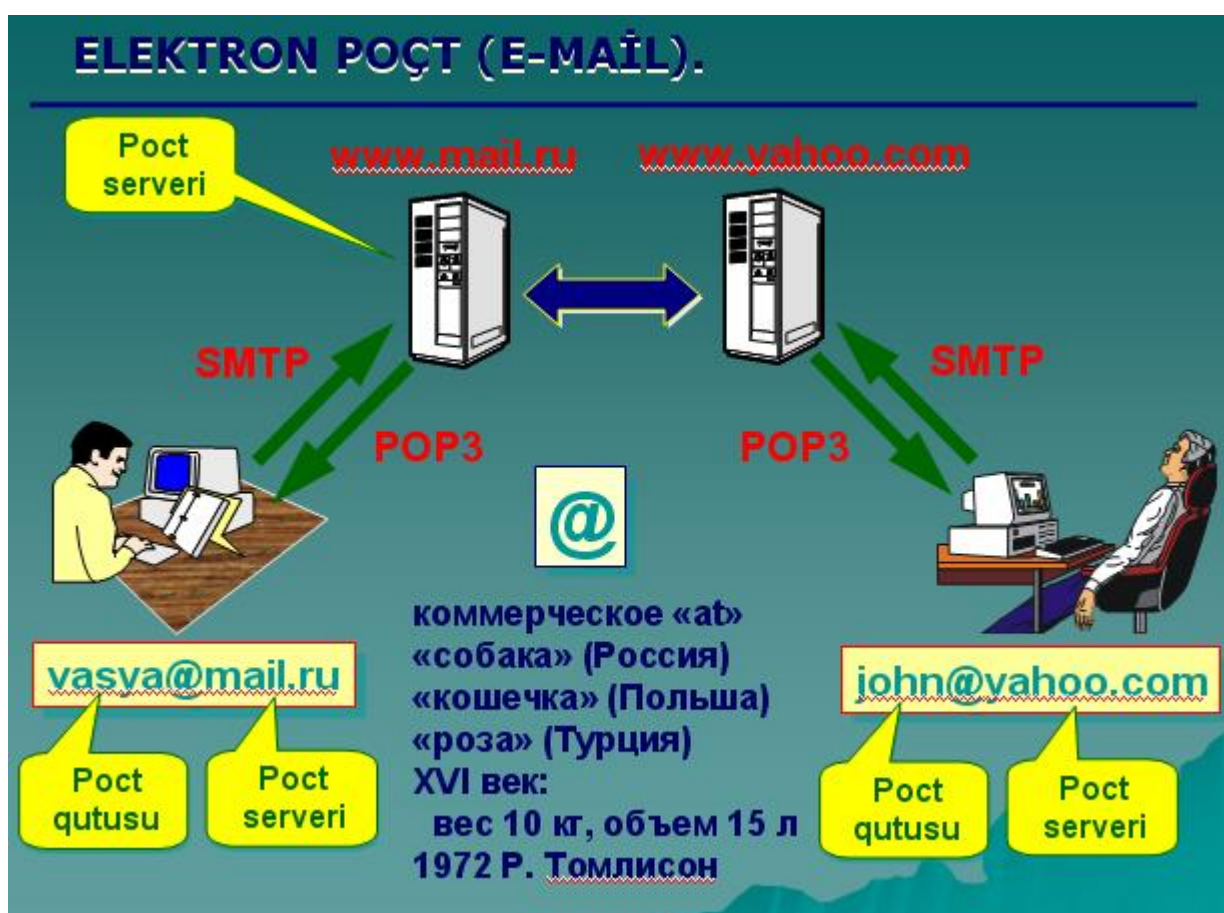 ELEKTRON POÇT (E-MAİL).
Poct
serveri
www.mail.ru
www.yahoo.com
SMTP
POP3
SMTP
POP3
@
коммерческое «at»
«собака» (Россия)
«кошечка» (Польша)
«роза» (Турция)
XVI век:
вес 10 кг, объем 15 л
1972 Р. Томлисон
vasya@mail.ru
Poct
qutusu
Poct
serveri
john@yahoo.com
Poct
qutusu
Poct
serveri